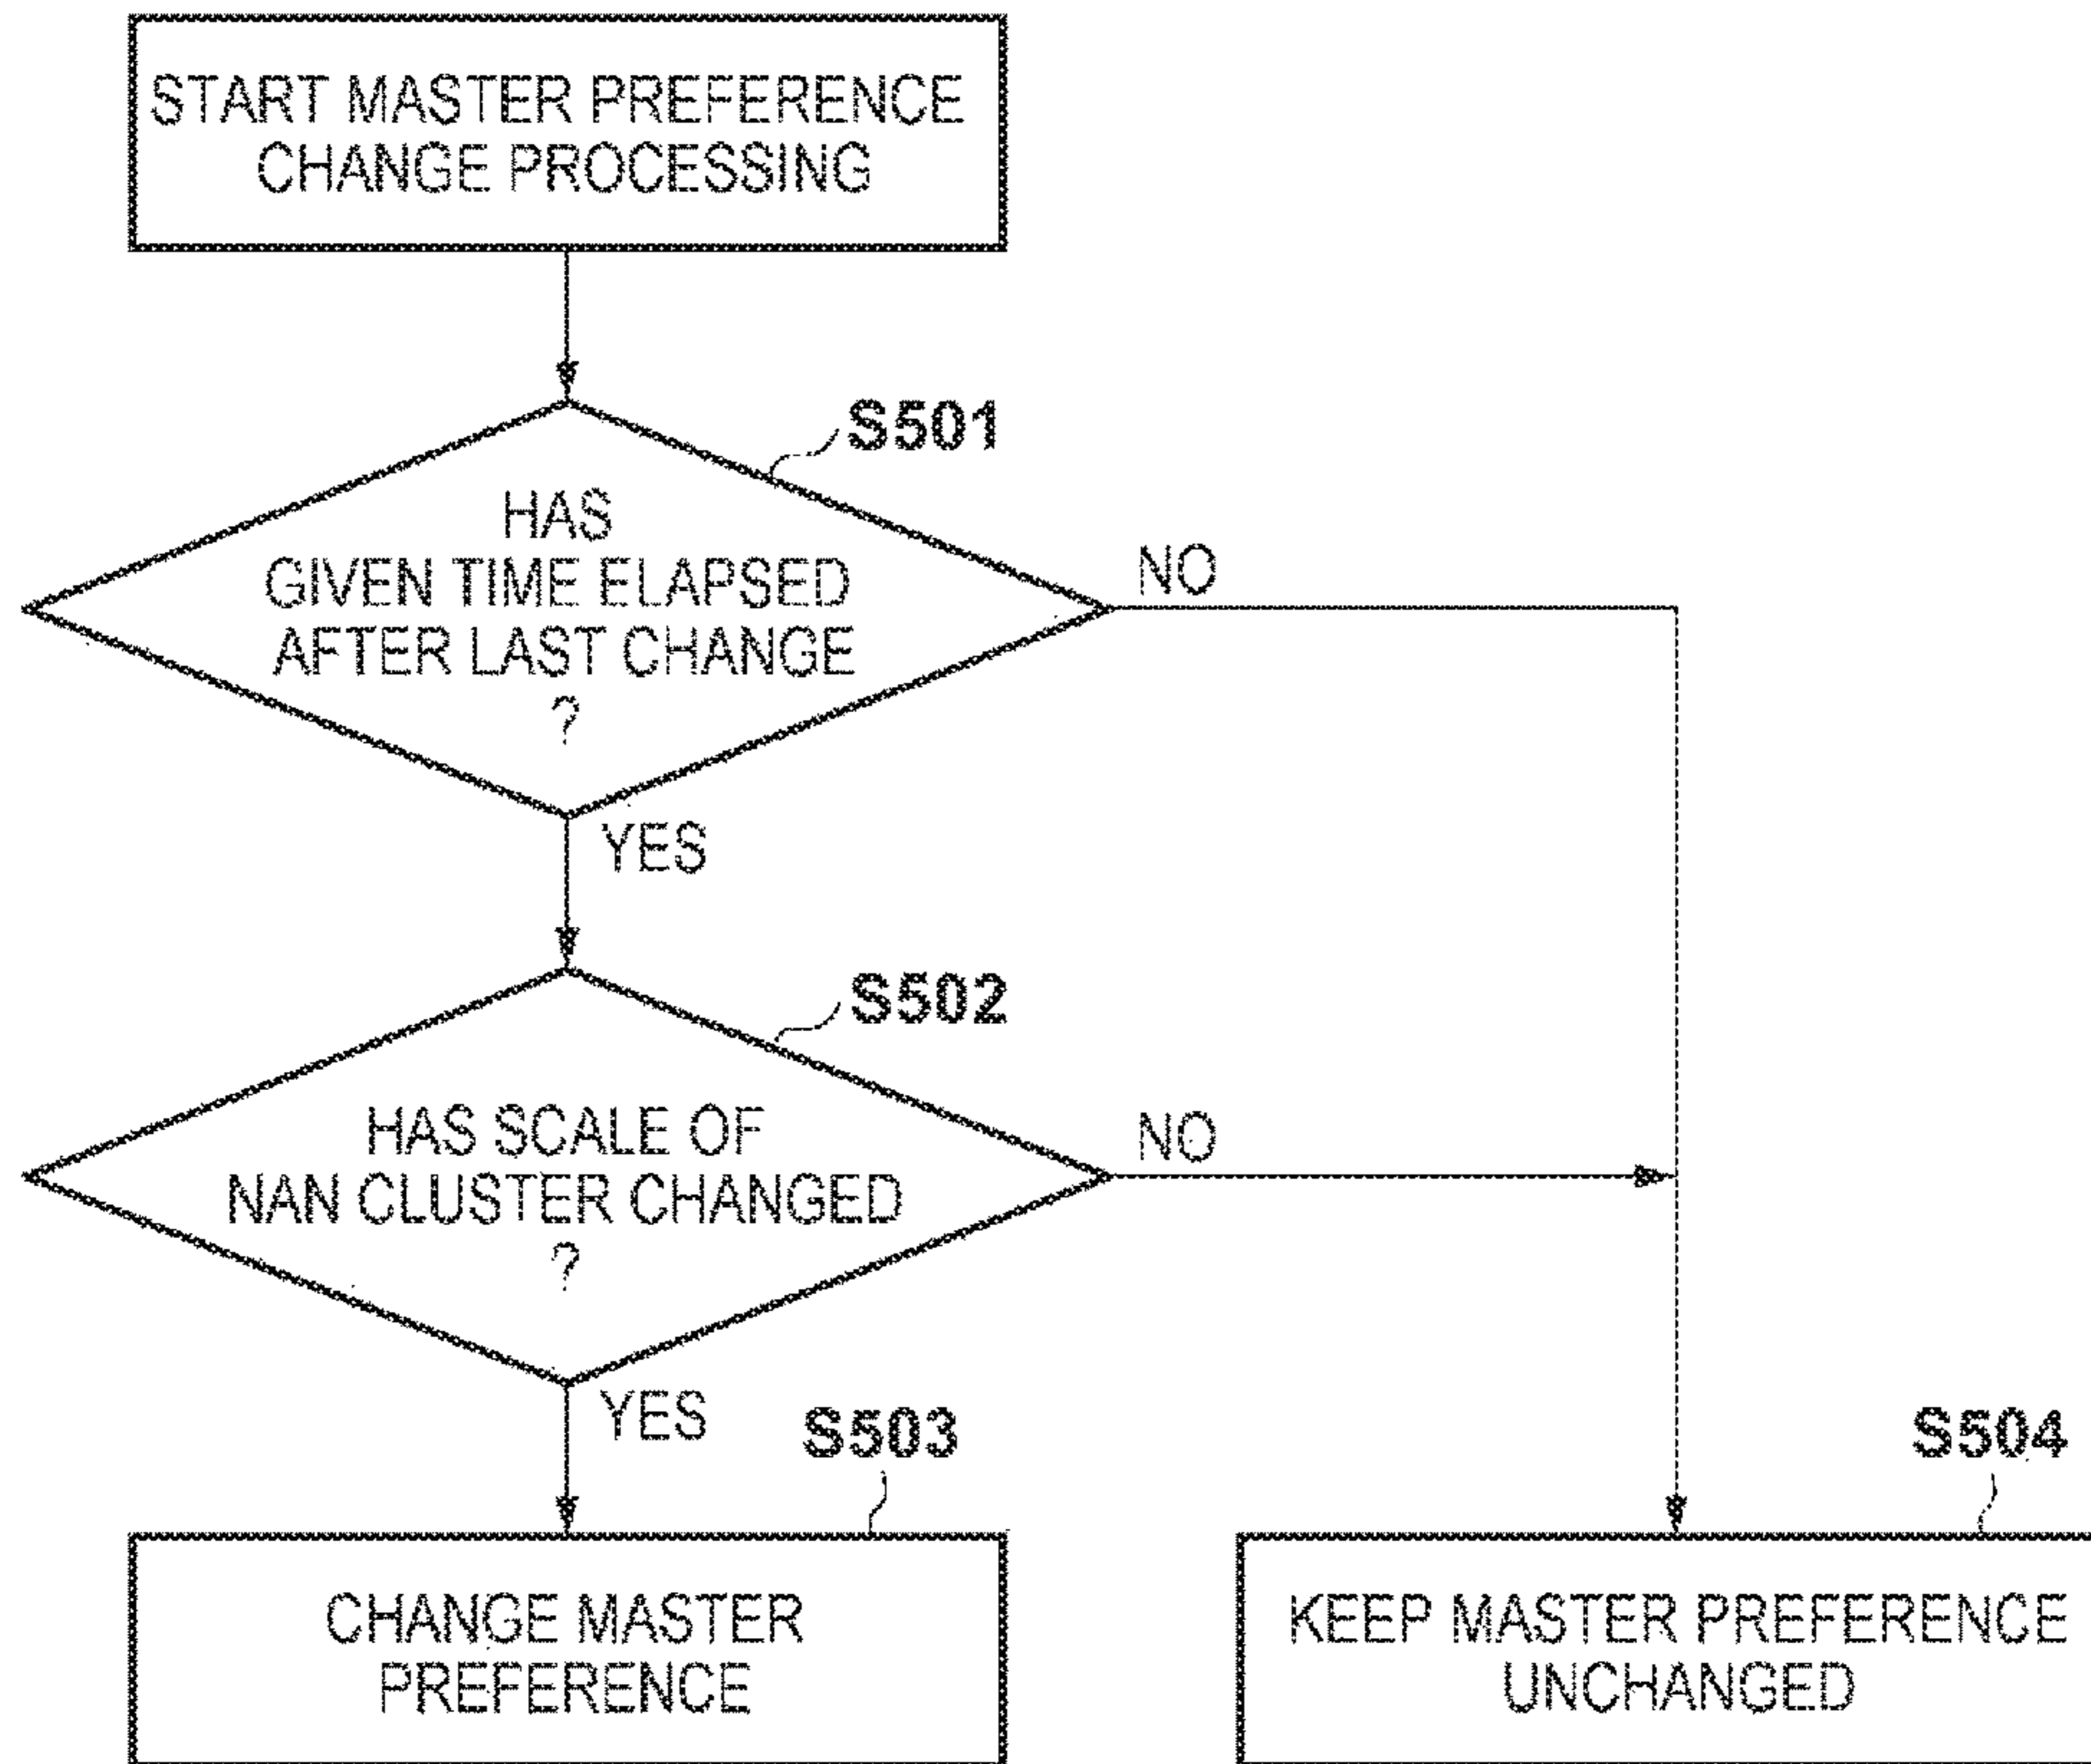 START MASTER PREFERENCE
CHANGE PROCESSING
S501
HAS
GIVEN TIME ELAPSED
AFTER LAST CHANGE
?
NO
YES
S502
HAS SCALE OF
NAN CLUSTER CHANGED
?
NO
YES
S503
CHANGE MASTER
PREFERENCE
S504
KEEP MASTER PREFERENCE
UNCHANGED